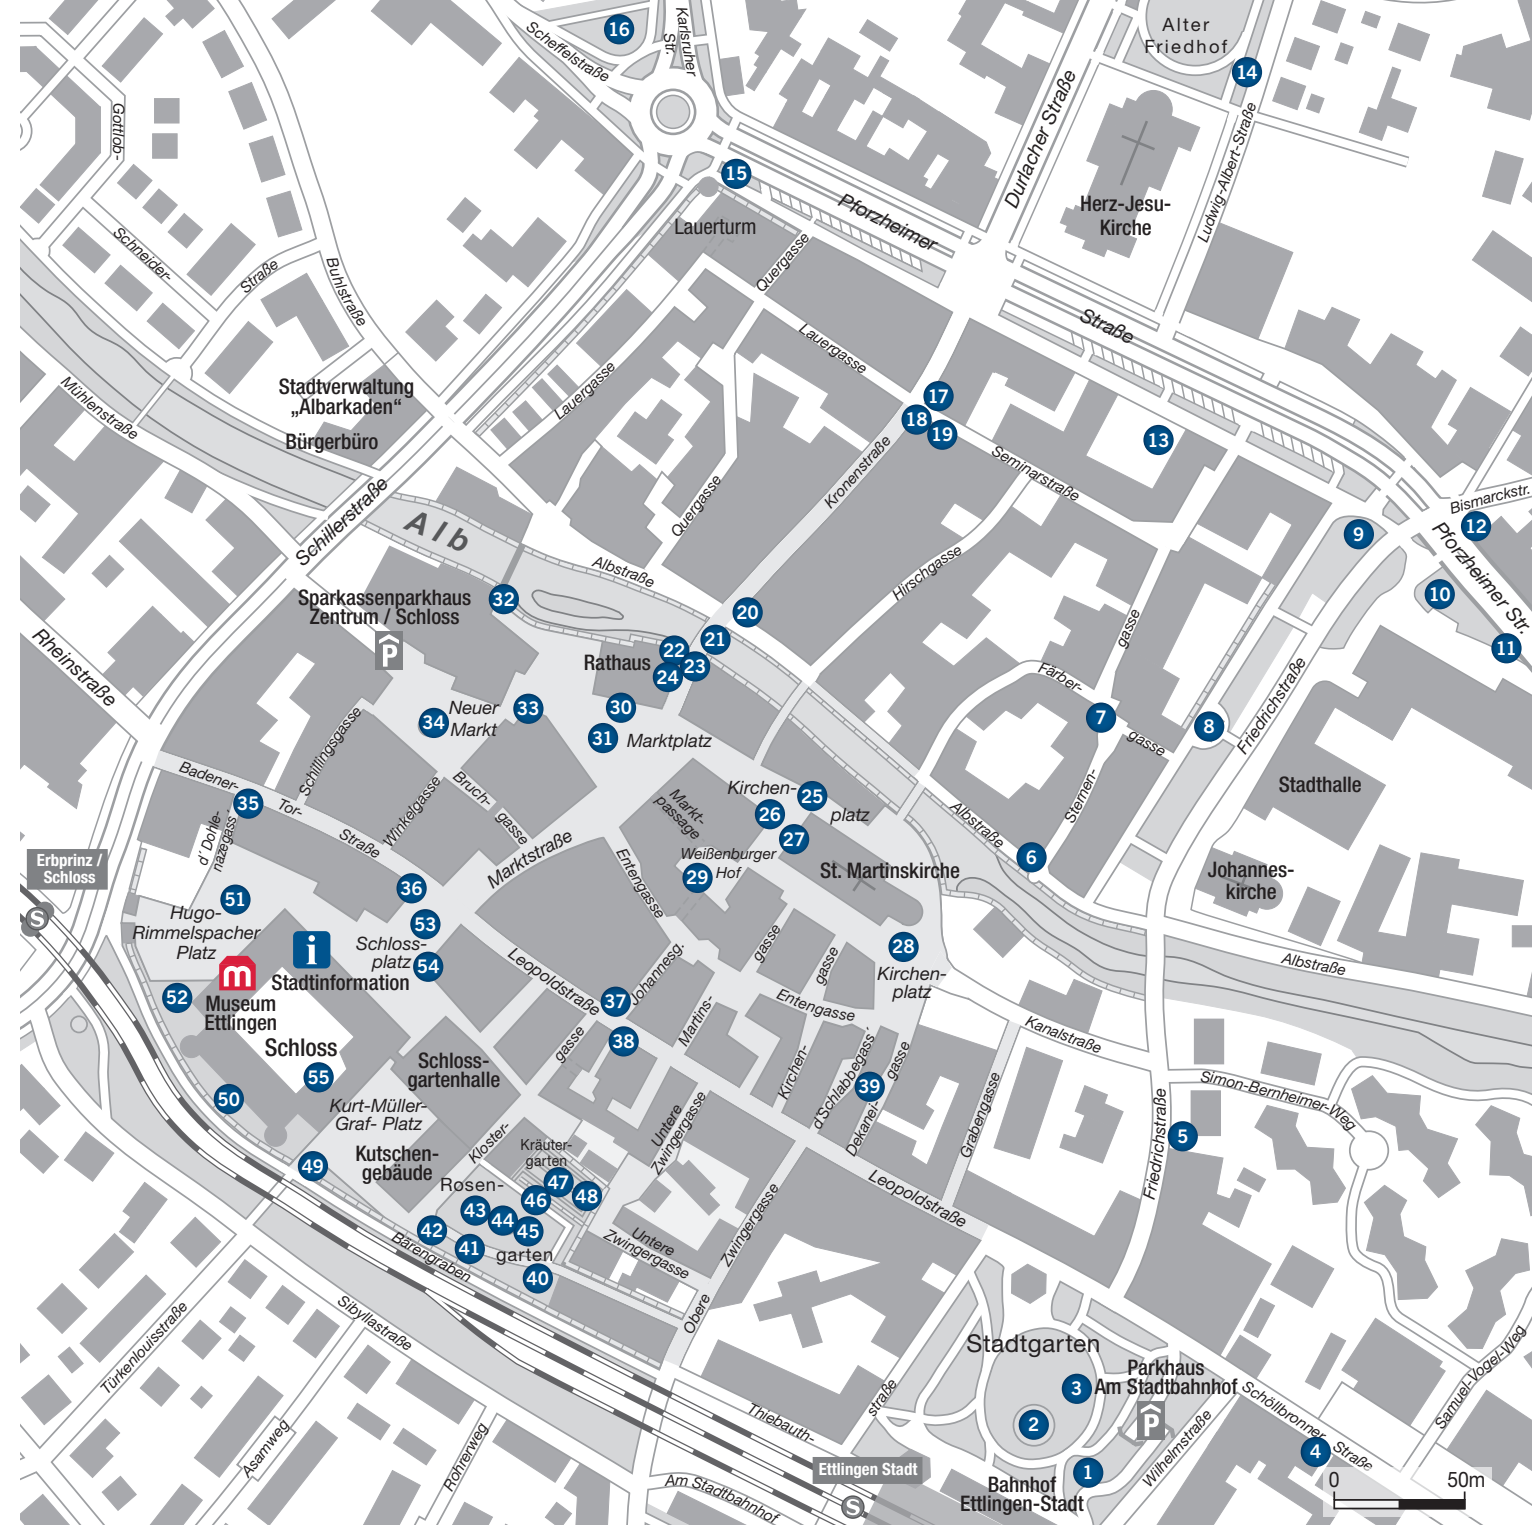 16
Scheffelstraße
Karlsruher
Str.
Alter
Friedhof
14
Gottlob-
Durlacher Straße
Ludwig-Albert-Straße
15
Lauerturm
Pforzheimer
Herz-Jesu-
Kirche
Schneider-
Straße
Buhlstraße
Quergasse
Straße
Lauergasse
Lauergasse
Stadtverwaltung
„Albarkaden“
Bürgerbüro
Mühlenstraße
17
18
19
13
Seminarstraße
Kronenstraße
Quergasse
Schillerstraße
Alb
Albstraße
Hirschgasse
Bismarckstr.
9
12
Pforzheimer Str.
10
11
Sparkassenparkhaus
Zentrum / Schloss
P
32
20
21
22
23
24
Rathaus
Rheinstraße
30
31
Marktplatz
33
34
Neuer
Markt
gasse
Färber-
7
gasse
8
Friedrichstraße
Stadthalle
Schillingsgasse
Badener-
Tor-
Straße
35
d´Dohle-
nazegass´
Winkelgasse
Bruch-
gasse
Marktstraße
Markt-
passage
Kirchen-
platz
25
26
27
Weißenburger
Hof
29
St. Martinskirche
Sternen-
Albstraße
6
Johannes-
kirche
Erbprinz /
Schloss
S
Entengasse
36
51
53
54
Hugo-
Rimmelspacher
Platz
i
Stadtinformation
Schloss-
platz
m
Museum
Ettlingen
52
Leopoldstraße
Johannesg.
37
38
gasse
gasse
gasse
28
Kirchen-
platz
Albstraße
Entengasse
Martins-
Kirchen-
d'Schlabbegass´
39
Dekanei-
gasse
Kanalstraße
Grabengasse
Simon-Bernheimer-Weg
Friedrichstraße
5
Schloss
55
50
Schloss-
gartenhalle
Kurt-Müller-
Graf- Platz
Kutschen-
gebäude
49
Kloster-
Kräuter-
garten
Untere
Zwingergasse
Rosen-
garten
47
46
48
43
44
45
42
41
40
Bärengraben
Untere
Zwingergasse
Obere
Zwingergasse
Leopoldstraße
Sibyllastraße
Türkenlouisstraße
Asamweg
Rohrerweg
Stadtgarten
3
2
1
Parkhaus
Am Stadtbahnhof
P
Schöllbronner
Straße
4
Samuel-Vogel-Weg
Wilhelmstraße
Thiebauth-
straße
Ettlingen Stadt
S
Am Stadtbahnhof
Bahnhof
Ettlingen-Stadt
0
50m